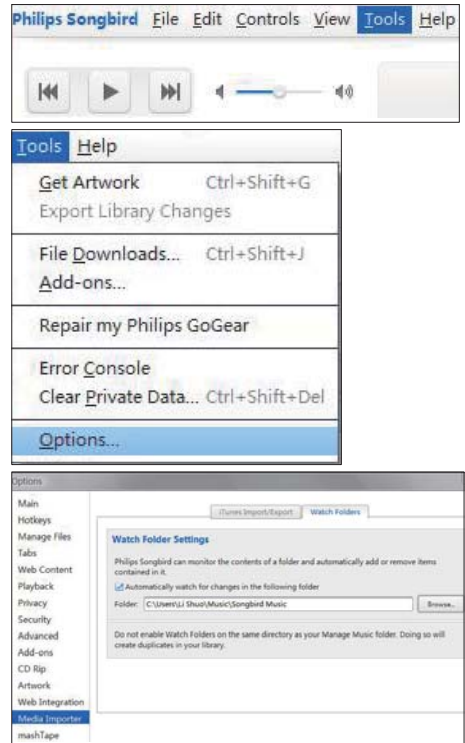 Philips Songbird File Edit Controls View Tools Help
Tools Help
Get Artwork Ctrl+Shift+G
Export Library Changes
File Downloads... Ctrl+Shift+J
Add-ons...
Repair my Philips GoGear
Error Console
Clear Private Data... Ctrl+Shift+Del
Options...
Options
Main
Hotkeys
Manage Files
Tabs
Web Content
Playback
Privacy
Security
Advanced
Add-ons
CD Rip
Artwork
Web Integration
Media Importer
mashTape
iTunes Import/Export Watch Folders
Watch Folder Settings
Philips Songbird can monitor the contents of a folder and automatically add or remove items
contained in it.
Automatically watch for changes in the following folder
Folder: C:\Users\Li Shuo\Music\Songbird Music Browse...
Do not enable Watch Folders on the same directory as your Manage Music folder. Doing so will
create duplicates in your library.